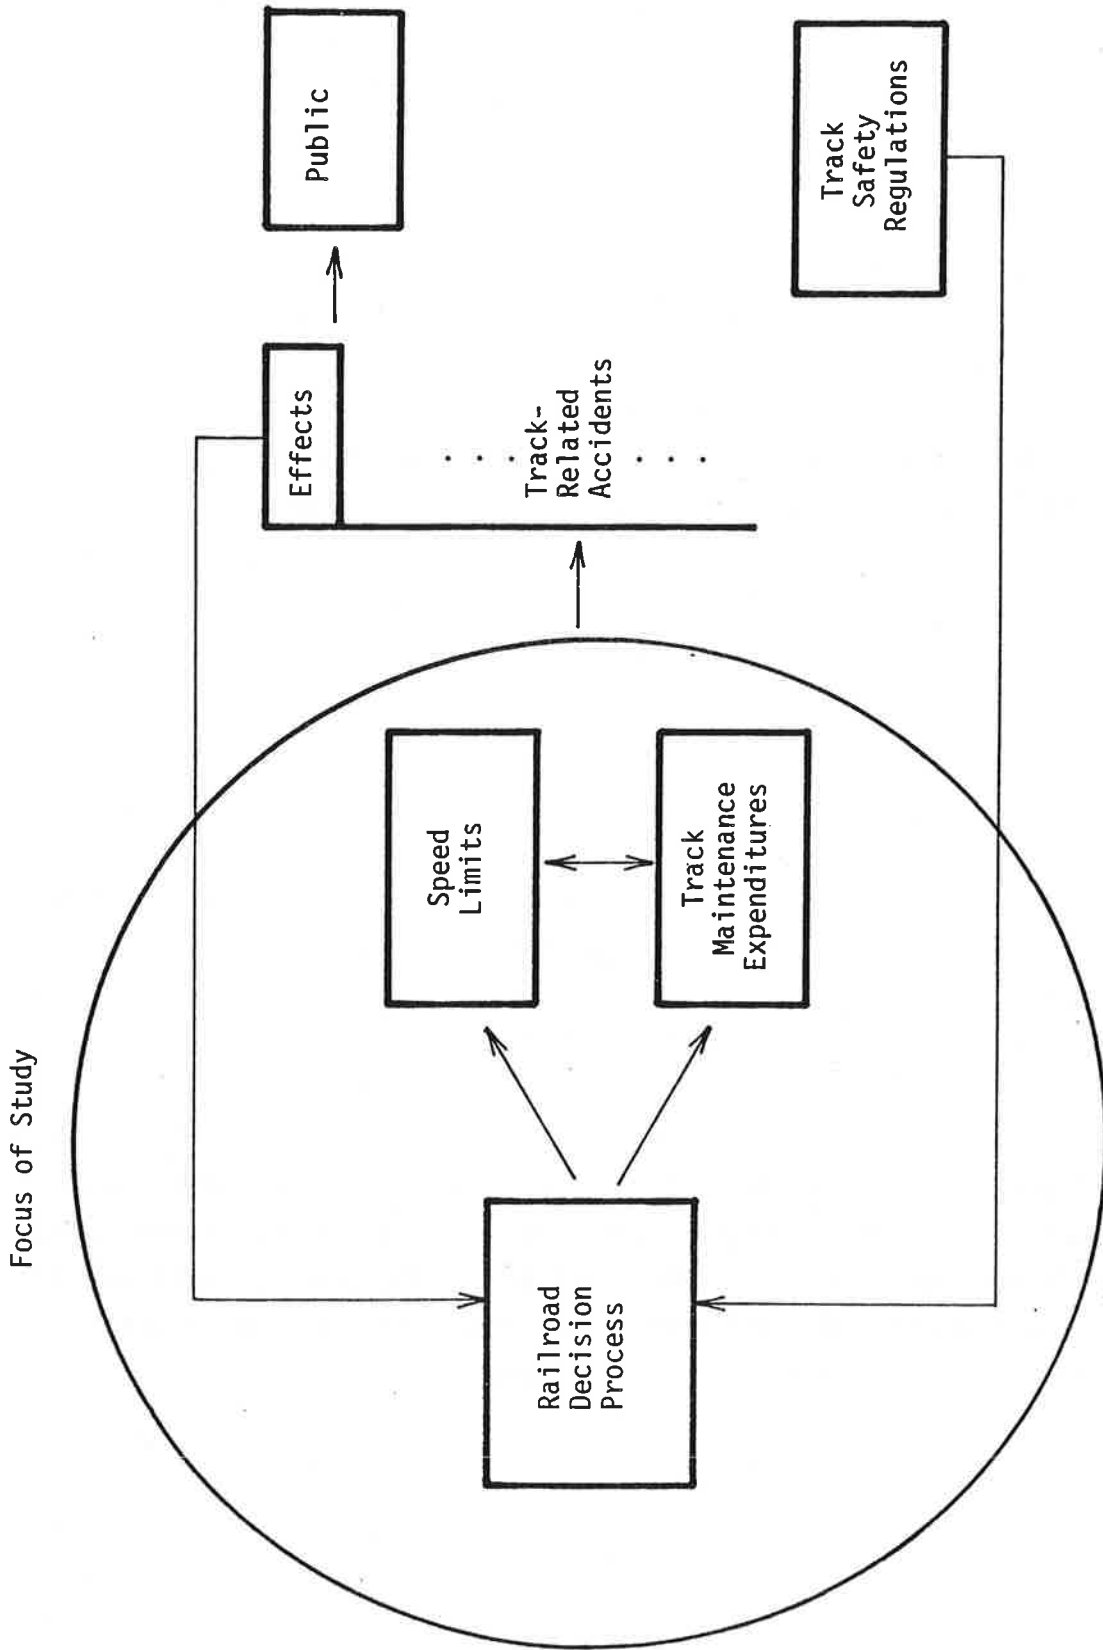 Focus of Study
Railroad
Decision
Process
Speed
Limits
Track
Maintenance
Expenditures
Effects
. . .
Track-
Related
Accidents
. . .
Public
Track
Safety
Regulations